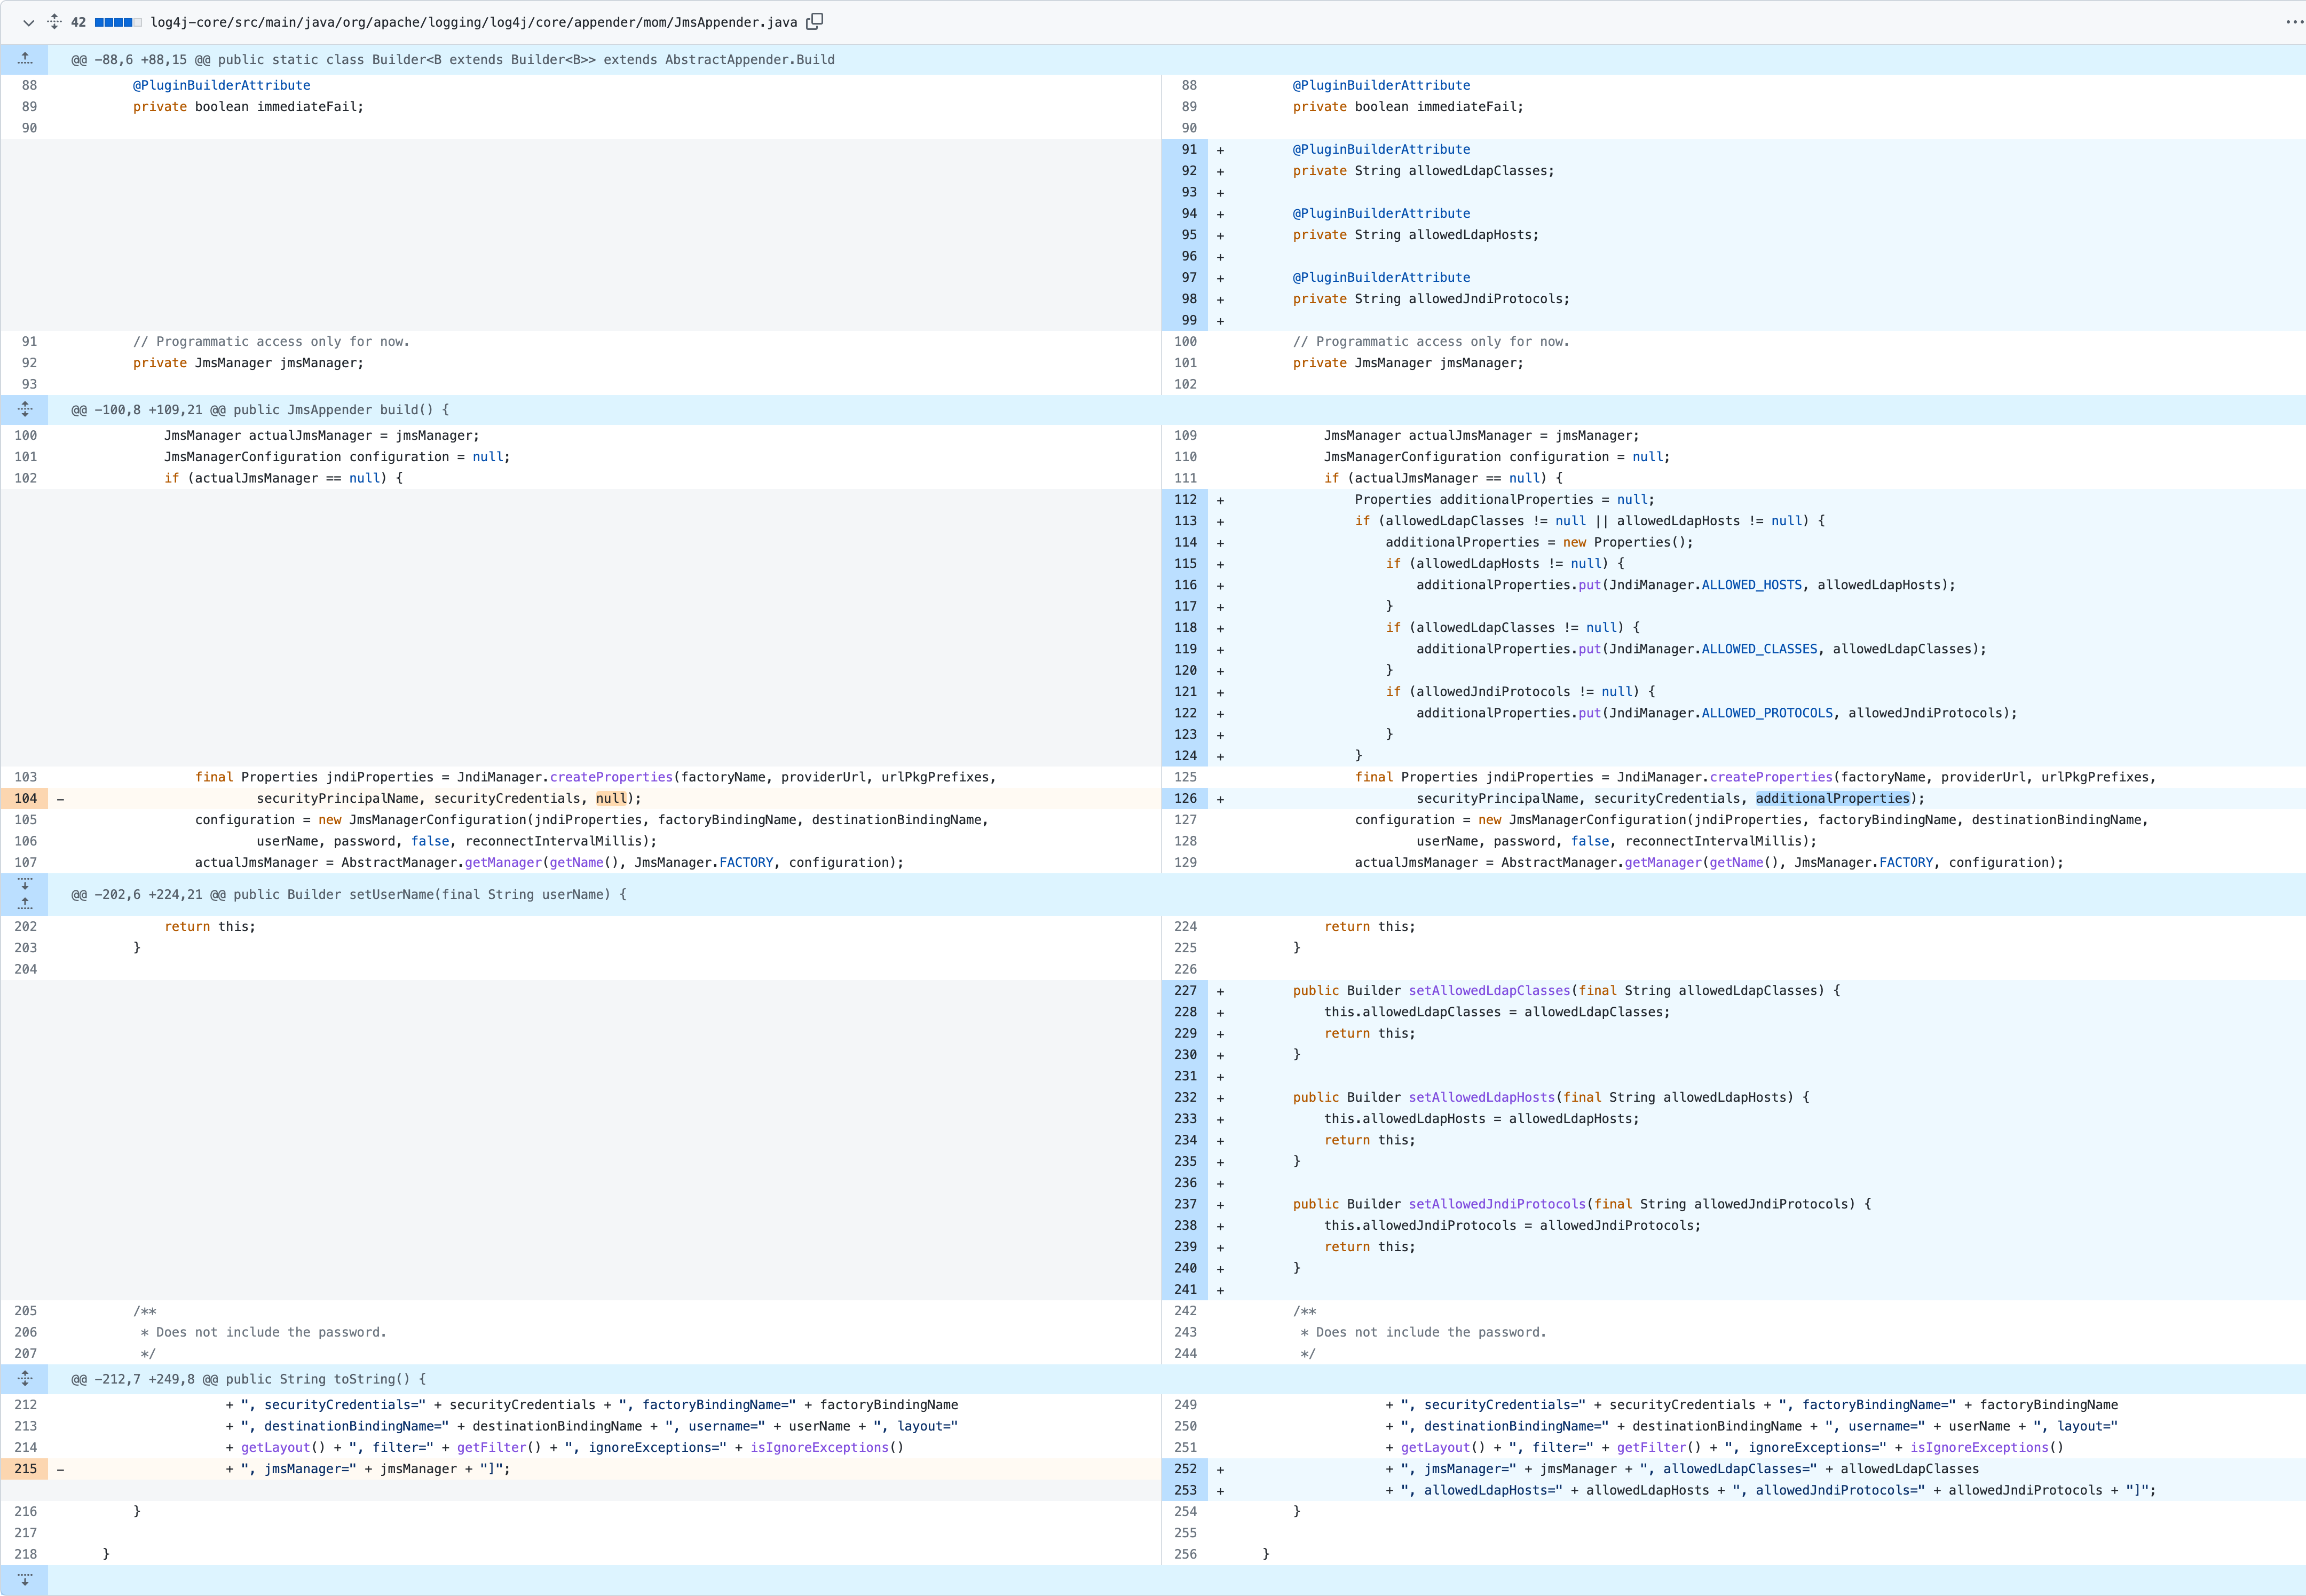 42 log4j-core/src/main/java/org/apache/logging/log4j/core/appender/mom/JmsAppender.java
@@ -88,6 +88,15 @@ public static class Builder<B extends Builder<B>> extends AbstractAppender.Build
88 @PluginBuilderAttribute 88 @PluginBuilderAttribute
89 private boolean immediateFail; 89 private boolean immediateFail;
90 90
91 + @PluginBuilderAttribute
92 + private String allowedLdapClasses;
93 +
94 + @PluginBuilderAttribute
95 + private String allowedLdapHosts;
96 +
97 + @PluginBuilderAttribute
98 + private String allowedJndiProtocols;
99 +
91 // Programmatic access only for now. 100 // Programmatic access only for now.
92 private JmsManager jmsManager; 101 private JmsManager jmsManager;
93 102
@@ -100,8 +109,21 @@ public JmsAppender build() {
100 JmsManager actualJmsManager = jmsManager; 109 JmsManager actualJmsManager = jmsManager;
101 JmsManagerConfiguration configuration = null; 110 JmsManagerConfiguration configuration = null;
102 if (actualJmsManager == null) { 111 if (actualJmsManager == null) {
112 + Properties additionalProperties = null;
113 + if (allowedLdapClasses != null || allowedLdapHosts != null) {
114 + additionalProperties = new Properties();
115 + if (allowedLdapHosts != null) {
116 + additionalProperties.put(JndiManager.ALLOWED_HOSTS, allowedLdapHosts);
117 + }
118 + if (allowedLdapClasses != null) {
119 + additionalProperties.put(JndiManager.ALLOWED_CLASSES, allowedLdapClasses);
120 + }
121 + if (allowedJndiProtocols != null) {
122 + additionalProperties.put(JndiManager.ALLOWED_PROTOCOLS, allowedJndiProtocols);
123 + }
124 + }
103 final Properties jndiProperties = JndiManager.createProperties(factoryName, providerUrl, urlPkgPrefixes, 125 final Properties jndiProperties = JndiManager.createProperties(factoryName, providerUrl, urlPkgPrefixes,
104 - securityPrincipalName, securityCredentials, null); 126 + securityPrincipalName, securityCredentials, additionalProperties);
105 configuration = new JmsManagerConfiguration(jndiProperties, factoryBindingName, destinationBindingName, 127 configuration = new JmsManagerConfiguration(jndiProperties, factoryBindingName, destinationBindingName,
106 userName, password, false, reconnectIntervalMillis); 128 userName, password, false, reconnectIntervalMillis);
107 actualJmsManager = AbstractManager.getManager(getName(), JmsManager.FACTORY, configuration); 129 actualJmsManager = AbstractManager.getManager(getName(), JmsManager.FACTORY, configuration);
@@ -202,6 +224,21 @@ public Builder setUserName(final String userName) {
202 return this; 224 return this;
203 } 225 }
204 226
227 + public Builder setAllowedLdapClasses(final String allowedLdapClasses) {
228 + this.allowedLdapClasses = allowedLdapClasses;
229 + return this;
230 + }
231 +
232 + public Builder setAllowedLdapHosts(final String allowedLdapHosts) {
233 + this.allowedLdapHosts = allowedLdapHosts;
234 + return this;
235 + }
236 +
237 + public Builder setAllowedJndiProtocols(final String allowedJndiProtocols) {
238 + this.allowedJndiProtocols = allowedJndiProtocols;
239 + return this;
240 + }
241 +
205 /** 242 /**
206 * Does not include the password. 243 * Does not include the password.
207 */ 244 */
@@ -212,7 +249,8 @@ public String toString() {
212 + ", securityCredentials=" + securityCredentials + ", factoryBindingName=" + factoryBindingName 249 + ", securityCredentials=" + securityCredentials + ", factoryBindingName=" + factoryBindingName
213 + ", destinationBindingName=" + destinationBindingName + ", username=" + userName + ", layout=" 250 + ", destinationBindingName=" + destinationBindingName + ", username=" + userName + ", layout="
214 + getLayout() + ", filter=" + getFilter() + ", ignoreExceptions=" + isIgnoreExceptions() 251 + getLayout() + ", filter=" + getFilter() + ", ignoreExceptions=" + isIgnoreExceptions()
215 - + ", jmsManager=" + jmsManager + "]"; 252 + + ", jmsManager=" + jmsManager + ", allowedLdapClasses=" + allowedLdapClasses
253 + + ", allowedLdapHosts=" + allowedLdapHosts + ", allowedJndiProtocols=" + allowedJndiProtocols + "]";
216 } 254 }
217 255
218 } 256 }